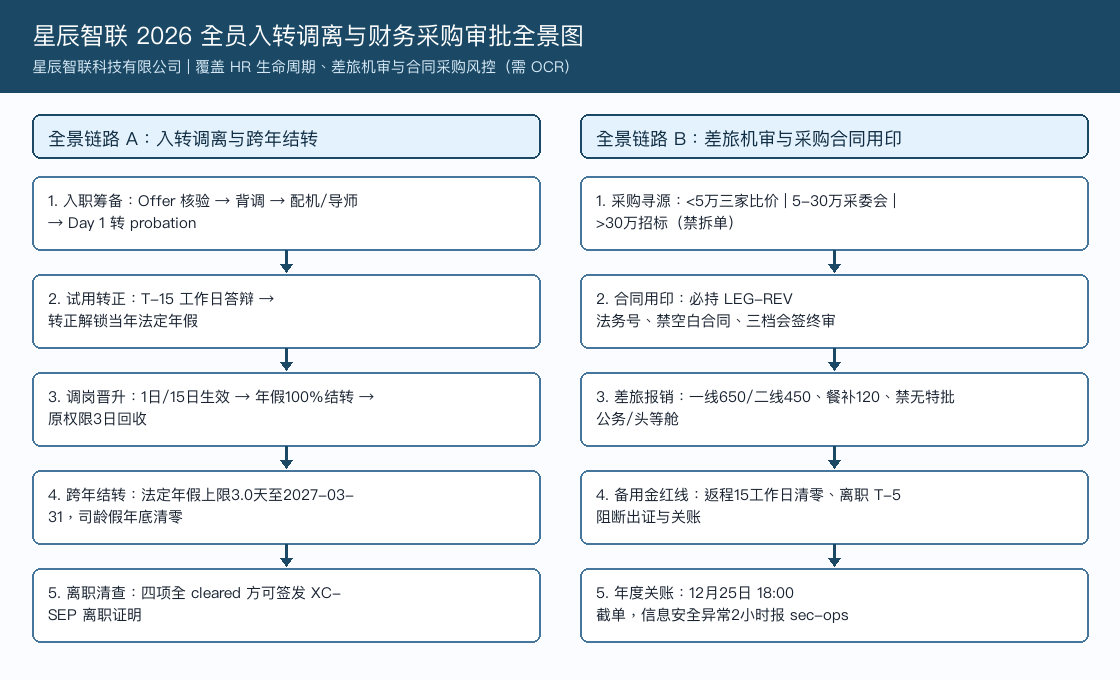 星辰智联 2026 全员入转调离与财务采购审批全景图
星辰智联科技有限公司 | 覆盖 HR 生命周期、差旅机审与合同采购风控（需 OCR）
全景链路 A：入转调离与跨年结转
1. 入职筹备：Offer 核验 → 背调 → 配机/导师
→ Day 1 转 probation
2. 试用转正：T-15 工作日答辩 →
转正解锁当年法定年假
3. 调岗晋升：1日/15日生效 → 年假100%结转 →
原权限3日回收
4. 跨年结转：法定年假上限3.0天至2027-03-
31，司龄假年底清零
5. 离职清查：四项全 cleared 方可签发 XC-
SEP 离职证明
全景链路 B：差旅机审与采购合同用印
1. 采购寻源：<5万三家比价 | 5-30万采委会 |
>30万招标（禁拆单）
2. 合同用印：必持 LEG-REV
法务号、禁空白合同、三档会签终审
3. 差旅报销：一线650/二线450、餐补120、禁无特批
公务/头等舱
4. 备用金红线：返程15工作日清零、离职 T-5
阻断出证与关账
5. 年度关账：12月25日 18:00
截单，信息安全异常2小时报 sec-ops